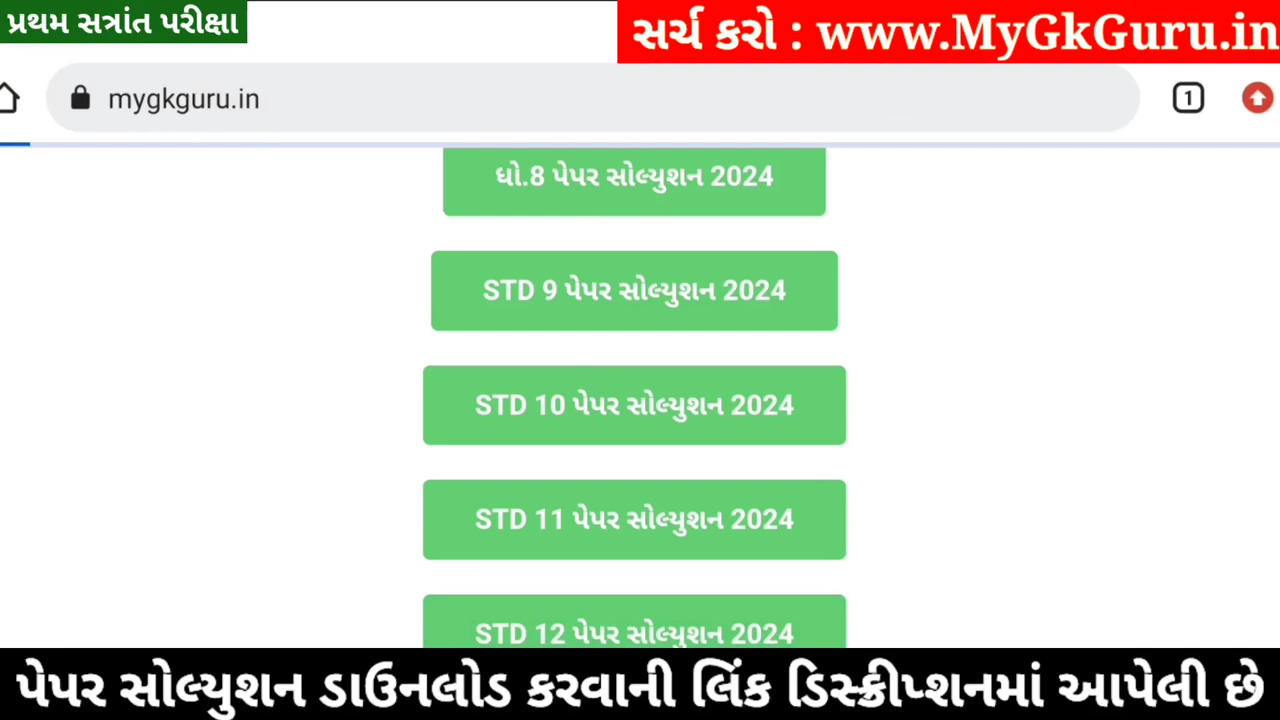 પ્રથમ સત્રાંત પરીક્ષા
સર્ચ કરો : www.MyGkGuru.in
mygkguru.in
1
ધો.8 પેપર સોલ્યુશન 2024
STD 9 પેપર સોલ્યુશન 2024
STD 10 પેપર સોલ્યુશન 2024
STD 11 પેપર સોલ્યુશન 2024
STD 12 પેપર સોલ્યુશન 2024
પેપર સોલ્યુશન ડાઉનલોડ કરવાની લિંક ડિસ્ક્રીપ્શનમાં આપેલી છે